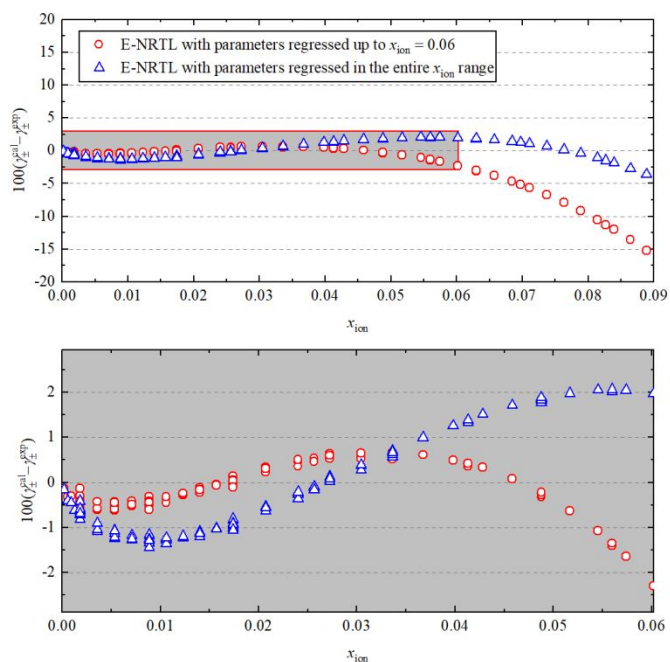 20
15
10
5
0
-5
-10
-15
-20
100(γ±cal−γ±exp)
E-NRTL with parameters regressed up to xion = 0.06
E-NRTL with parameters regressed in the entire xion range
0.00 0.01 0.02 0.03 0.04 0.05 0.06 0.07 0.08 0.09
xion
2
1
0
-1
-2
100(γ±cal−γ±exp)
0.00 0.01 0.02 0.03 0.04 0.05 0.06
xion